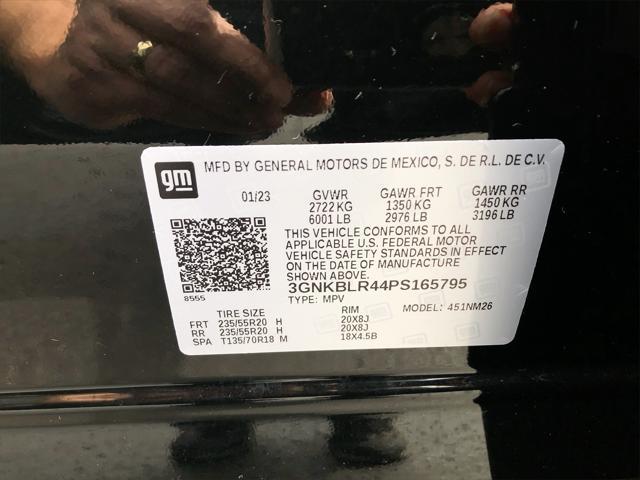 gm
MFD BY GENERAL MOTORS DE MEXICO, S. DE R.L. DE C.V.
01/23 GVWR GAWR FRT GAWR RR
2722 KG 1350 KG 1450 KG
6001 LB 2976 LB 3196 LB
THIS VEHICLE CONFORMS TO ALL
APPLICABLE U.S. FEDERAL MOTOR
VEHICLE SAFETY STANDARDS IN EFFECT
ON THE DATE OF MANUFACTURE
SHOWN ABOVE.
3GNKBLR44PS165795
8555 TYPE: MPV MODEL: 451NM26
TIRE SIZE RIM
FRT 235/55R20 H 20X8J
RR 235/55R20 H 20X8J
SPA T135/70R18 M 18X4.5B